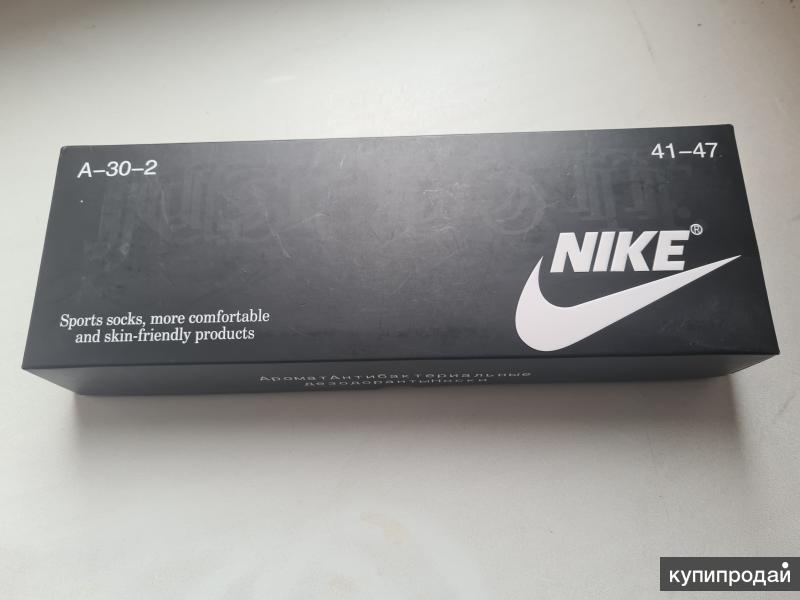 A-30-2
41-47
NIKE®
Sports socks, more comfortable
and skin-friendly products
АроматАнтибактериальные
дезодорантыНоски
купипродай